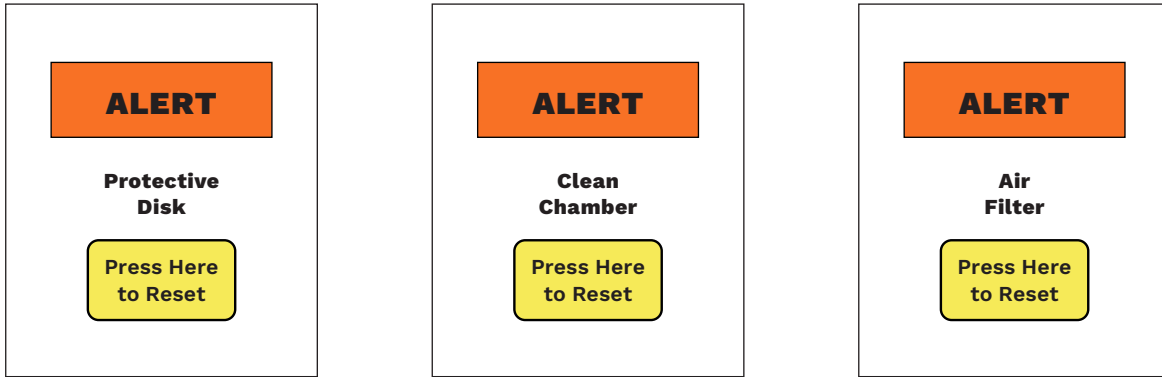 ALERT
Protective
Disk
Press Here
to Reset
ALERT
Clean
Chamber
Press Here
to Reset
ALERT
Air
Filter
Press Here
to Reset